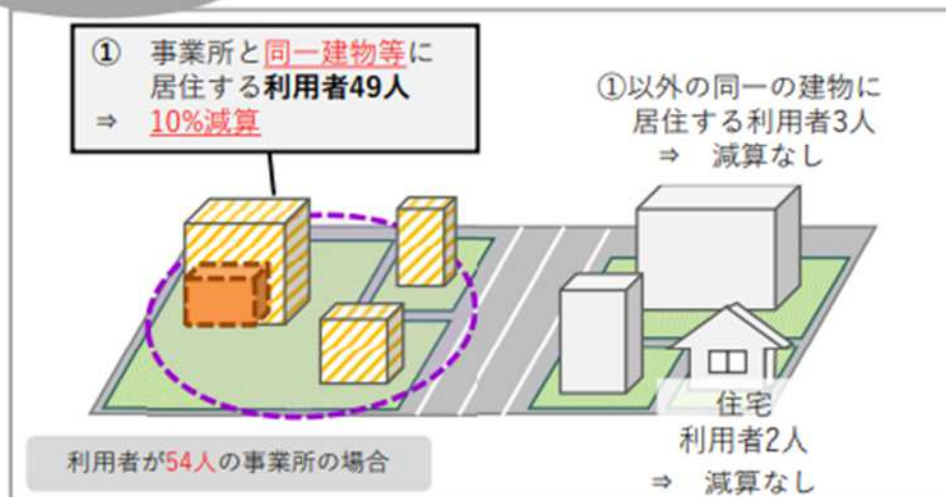 ① 事業所と同一建物等に
居住する利用者49人
⇒ 10%減算
①以外の同一の建物に
居住する利用者3人
⇒ 減算なし
住宅
利用者2人
⇒ 減算なし
利用者が54人の事業所の場合